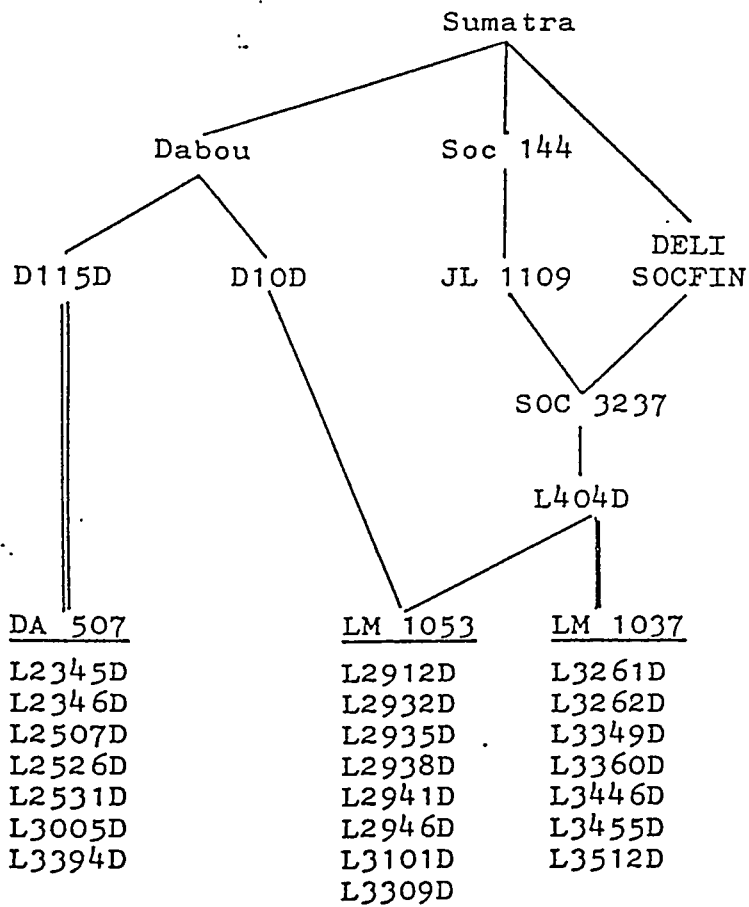 Sumatra
Dabou
Soc 144
DELI
SOCFIN
D115D
D10D
JL 1109
SOC 3237
L404D
DA 507
L2345D
L2346D
L2507D
L2526D
L2531D
L3005D
L3394D
LM 1053
L2912D
L2932D
L2935D
L2938D
L2941D
L2946D
L3101D
L3309D
LM 1037
L3261D
L3262D
L3349D
L3360D
L3446D
L3455D
L3512D